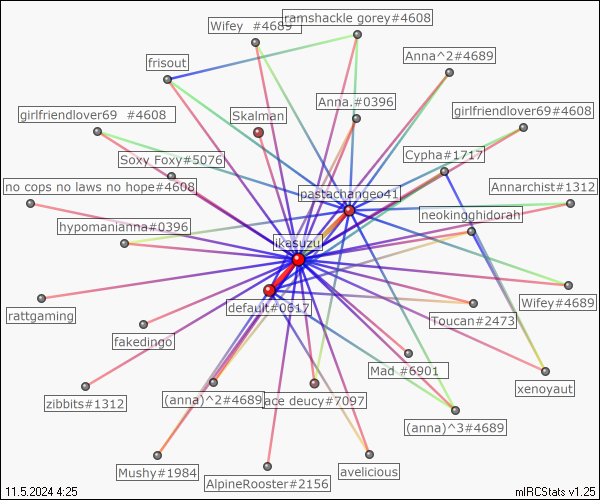 Wifey #4689
ramshackle gorey#4608
frisout
Anna^2#4689
Anna.#0396
girlfriendlover69 #4608
Skalman
girlfriendlover69#4608
Soxy Foxy#5076
Cypha#1717
no cops no laws no hope#4608
pastachangeo41
Annarchist#1312
hypomanianna#0396
neokingghidorah
ikasuzu
rattgaming
default#0617
Wifey#4689
fakedingo
Toucan#2473
Mad #6901
xenoyaut
zibbits#1312
(anna)^2#4689
ace deucy#7097
(anna)^3#4689
Mushy#1984
AlpineRooster#2156
avelicious
11.5.2024 4:25
mIRCStats v1.25